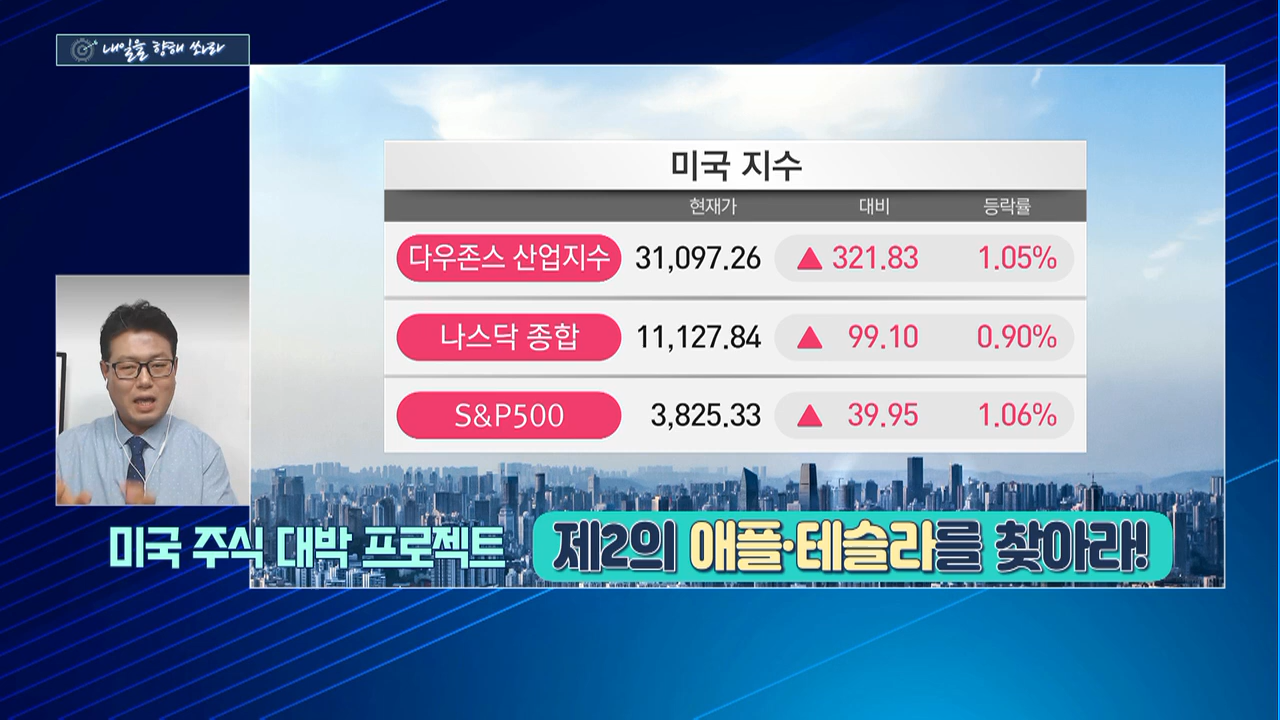 내일을 향해 쏴라
미국 지수
현재가 대비 등락률
다우존스 산업지수 31,097.26 ▲ 321.83 1.05%
나스닥 종합 11,127.84 ▲ 99.10 0.90%
S&P500 3,825.33 ▲ 39.95 1.06%
미국 주식 대박 프로젝트 제2의 애플·테슬라를 찾아라!